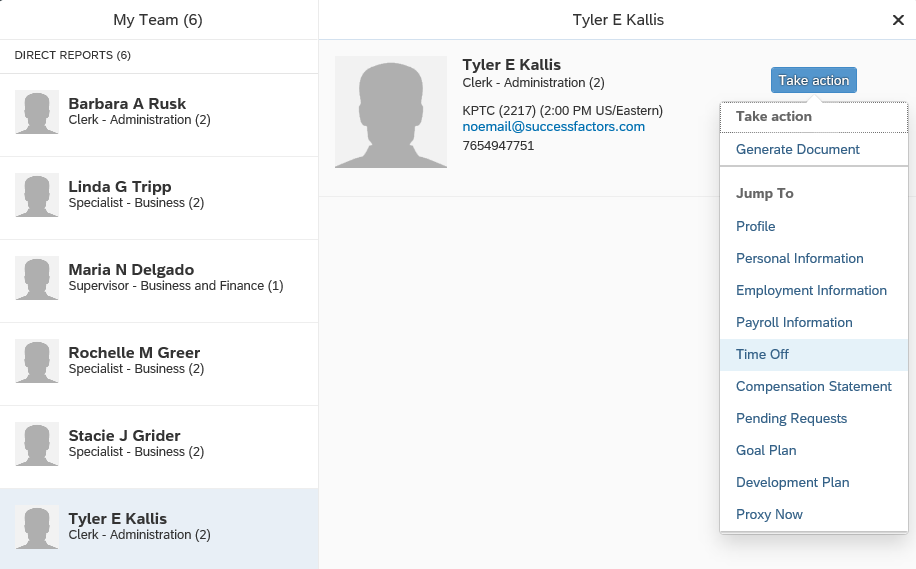 My Team (6)
DIRECT REPORTS (6)
Barbara A Rusk
Clerk - Administration (2)
Linda G Tripp
Specialist - Business (2)
Maria N Delgado
Supervisor - Business and Finance (1)
Rochelle M Greer
Specialist - Business (2)
Stacie J Grider
Specialist - Business (2)
Tyler E Kallis
Clerk - Administration (2)
Tyler E Kallis
Tyler E Kallis
Clerk - Administration (2)
KPTC (2217) (2:00 PM US/Eastern)
noemail@successfactors.com
7654947751
Take action
Take action
Generate Document
Jump To
Profile
Personal Information
Employment Information
Payroll Information
Time Off
Compensation Statement
Pending Requests
Goal Plan
Development Plan
Proxy Now